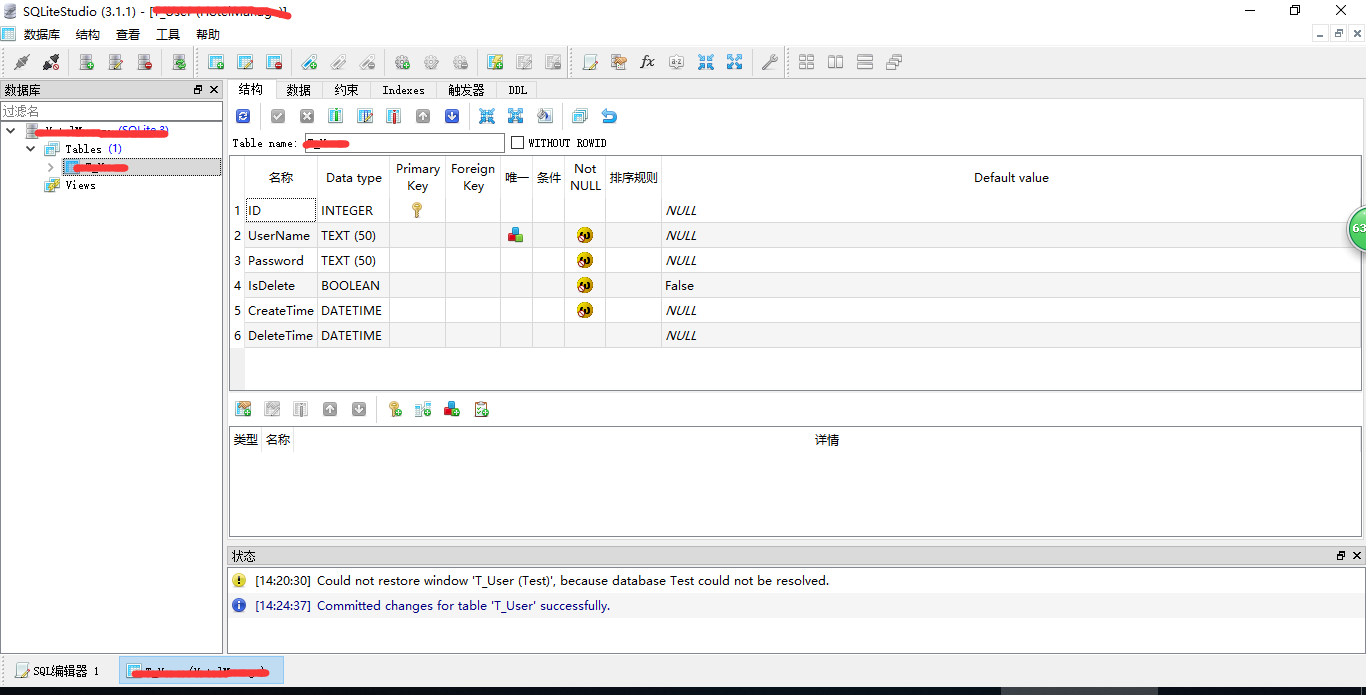 SQLiteStudio (3.1.1) - [T_User (HotelManag
数据库 结构 查看 工具 帮助
数据库
过滤名
(SQLite 3)
Tables (1)
Views
结构 数据 约束 Indexes 触发器 DDL
Table name: WITHOUT ROWID
名称 Data type Primary Key Foreign Key 唯一 条件 Not NULL 排序规则 Default value
1 ID INTEGER NULL
2 UserName TEXT (50) NULL
3 Password TEXT (50) NULL
4 IsDelete BOOLEAN False
5 CreateTime DATETIME NULL
6 DeleteTime DATETIME NULL
63
类型 名称 详情
状态
[14:20:30] Could not restore window 'T_User (Test)', because database Test could not be resolved.
[14:24:37] Committed changes for table 'T_User' successfully.
SQL编辑器 1